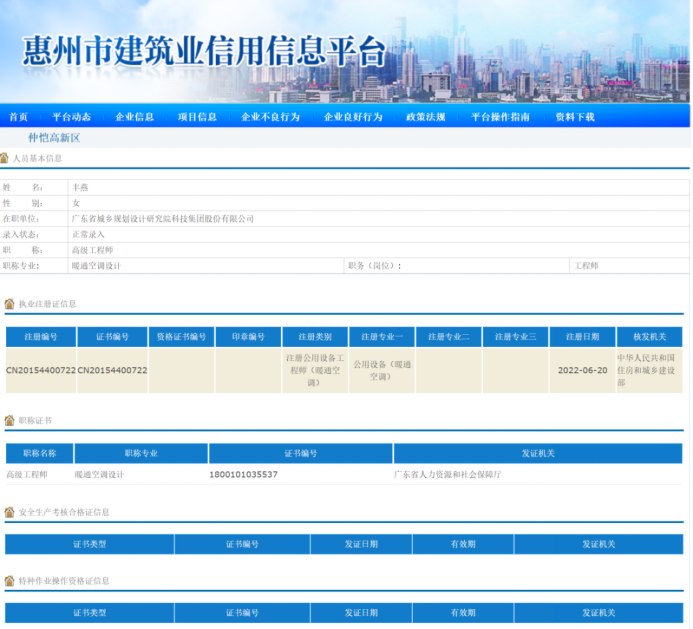 惠州市建筑业信用信息平台
首页 平台动态 企业信息 项目信息 企业不良行为 企业良好行为 政策法规 平台操作指南 资料下载
仲恺高新区
人员基本信息
姓 名: 丰燕
性 别: 女
在职单位: 广东省城乡规划设计研究院科技集团股份有限公司
录入状态: 正常录入
职 称: 高级工程师
职称专业: 暖通空调设计 职务（岗位）: 工程师
执业注册证信息
注册编号 证书编号 资格证书编号 印章编号 注册类别 注册专业一 注册专业二 注册专业三 注册日期 核发机关
CN20154400722 CN20154400722 注册公用设备工程师（暖通空调） 公用设备（暖通空调） 2022-06-20 中华人民共和国住房和城乡建设部
职称证书
职称名称 职称专业 证书编号 发证机关
高级工程师 暖通空调设计 1800101035537 广东省人力资源和社会保障厅
安全生产考核合格证信息
证书类型 证书编号 发证日期 有效期 发证机关
特种作业操作资格证信息
证书类型 证书编号 发证日期 有效期 发证机关